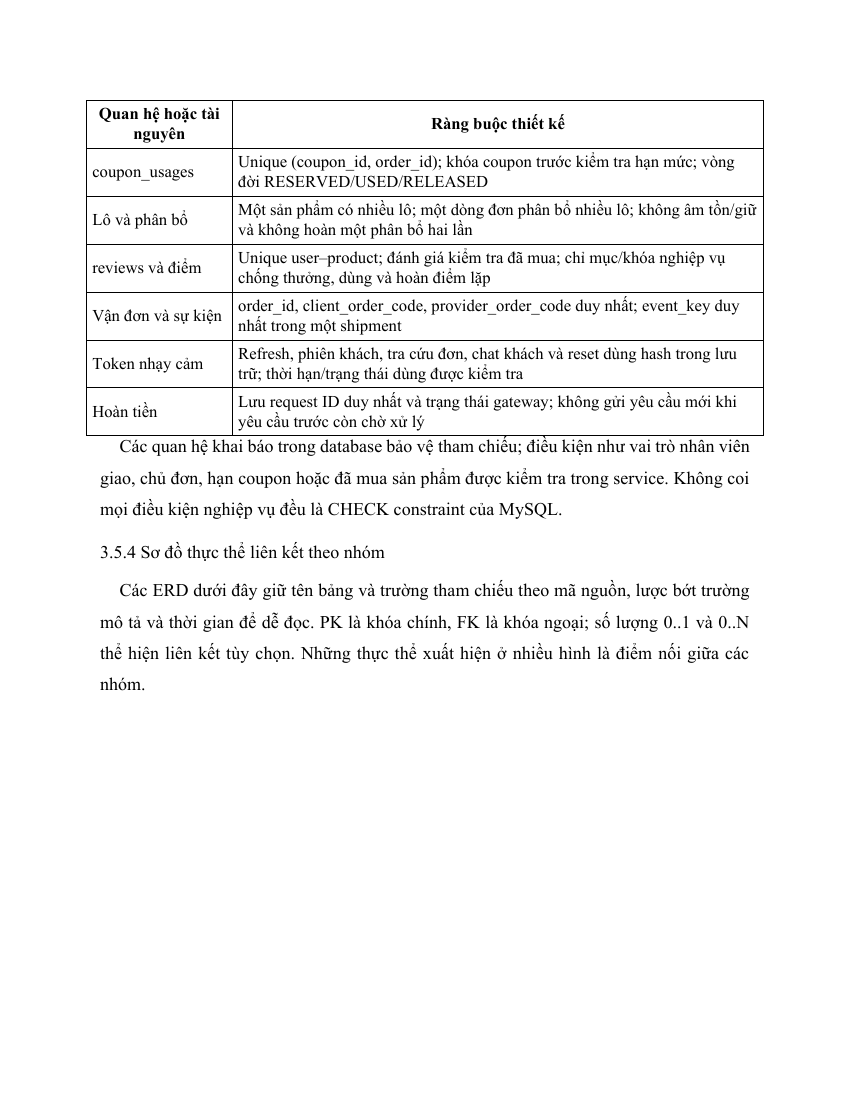 Quan hệ hoặc tài
nguyên
Ràng buộc thiết kế
coupon_usages
Unique (coupon_id, order_id); khóa coupon trước kiểm tra hạn mức; vòng
đời RESERVED/USED/RELEASED
Lô và phân bổ
Một sản phẩm có nhiều lô; một dòng đơn phân bổ nhiều lô; không âm tồn/giữ
và không hoàn một phân bổ hai lần
reviews và điểm
Unique user–product; đánh giá kiểm tra đã mua; chỉ mục/khóa nghiệp vụ
chống thưởng, dùng và hoàn điểm lặp
Vận đơn và sự kiện
order_id, client_order_code, provider_order_code duy nhất; event_key duy
nhất trong một shipment
Token nhạy cảm
Refresh, phiên khách, tra cứu đơn, chat khách và reset dùng hash trong lưu
trữ; thời hạn/trạng thái dùng được kiểm tra
Hoàn tiền
Lưu request ID duy nhất và trạng thái gateway; không gửi yêu cầu mới khi
yêu cầu trước còn chờ xử lý
Các quan hệ khai báo trong database bảo vệ tham chiếu; điều kiện như vai trò nhân viên
giao, chủ đơn, hạn coupon hoặc đã mua sản phẩm được kiểm tra trong service. Không coi
mọi điều kiện nghiệp vụ đều là CHECK constraint của MySQL.
3.5.4 Sơ đồ thực thể liên kết theo nhóm
Các ERD dưới đây giữ tên bảng và trường tham chiếu theo mã nguồn, lược bớt trường
mô tả và thời gian để dễ đọc. PK là khóa chính, FK là khóa ngoại; số lượng 0..1 và 0..N
thể hiện liên kết tùy chọn. Những thực thể xuất hiện ở nhiều hình là điểm nối giữa các
nhóm.